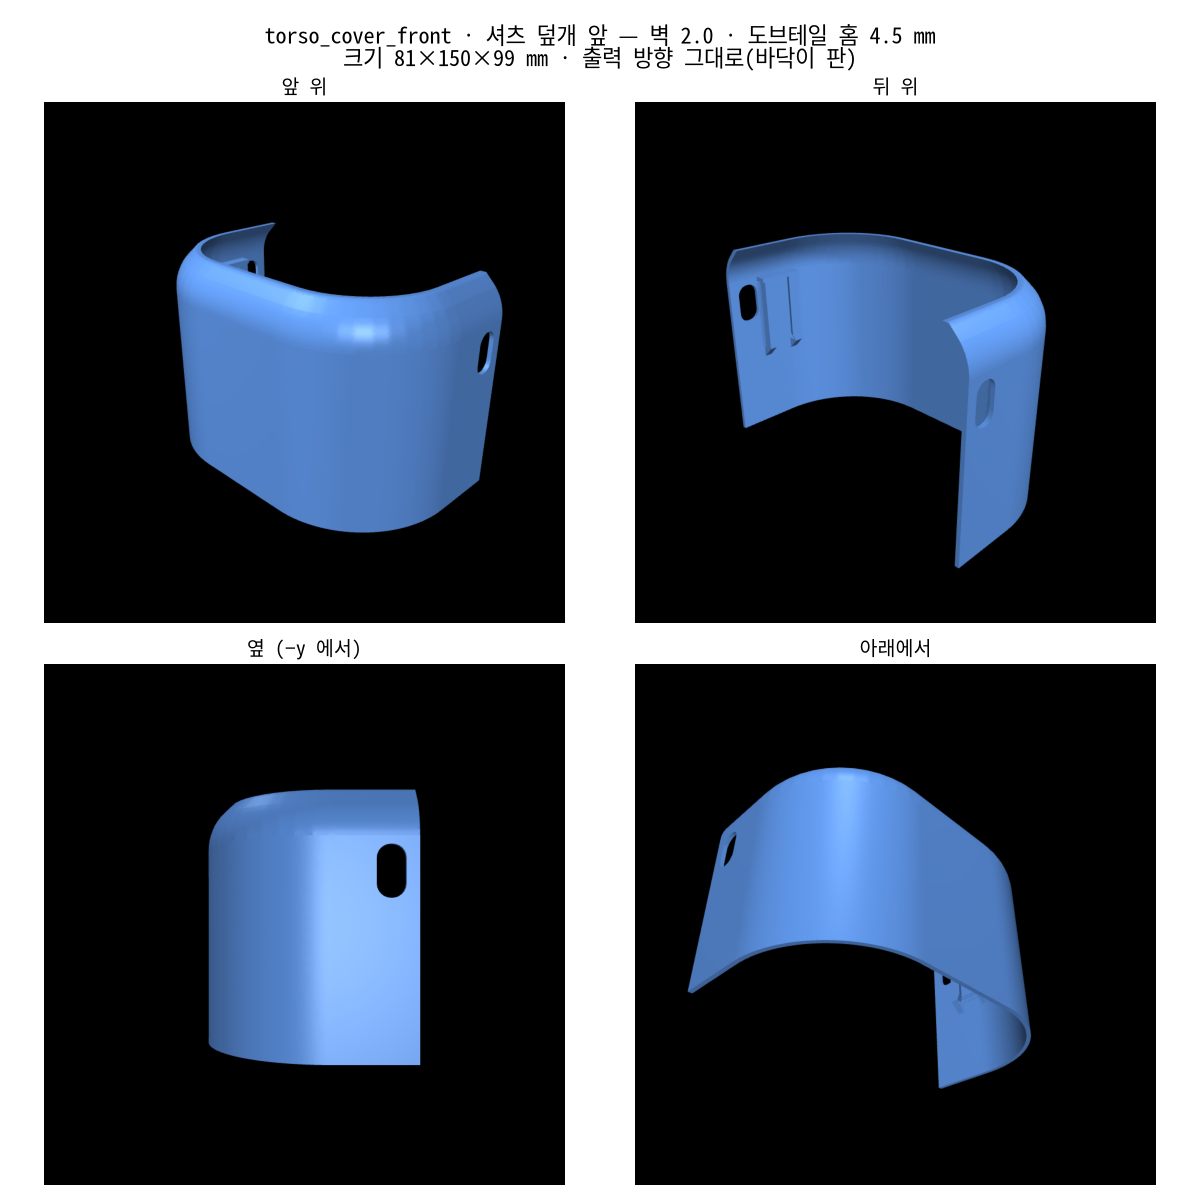 torso_cover_front · 셔츠 덮개 앞 — 벽 2.0 · 도브테일 홈 4.5 mm
크기 81×150×99 mm · 출력 방향 그대로(바닥이 판)
앞 위
뒤 위
옆 (−y 에서)
아래에서